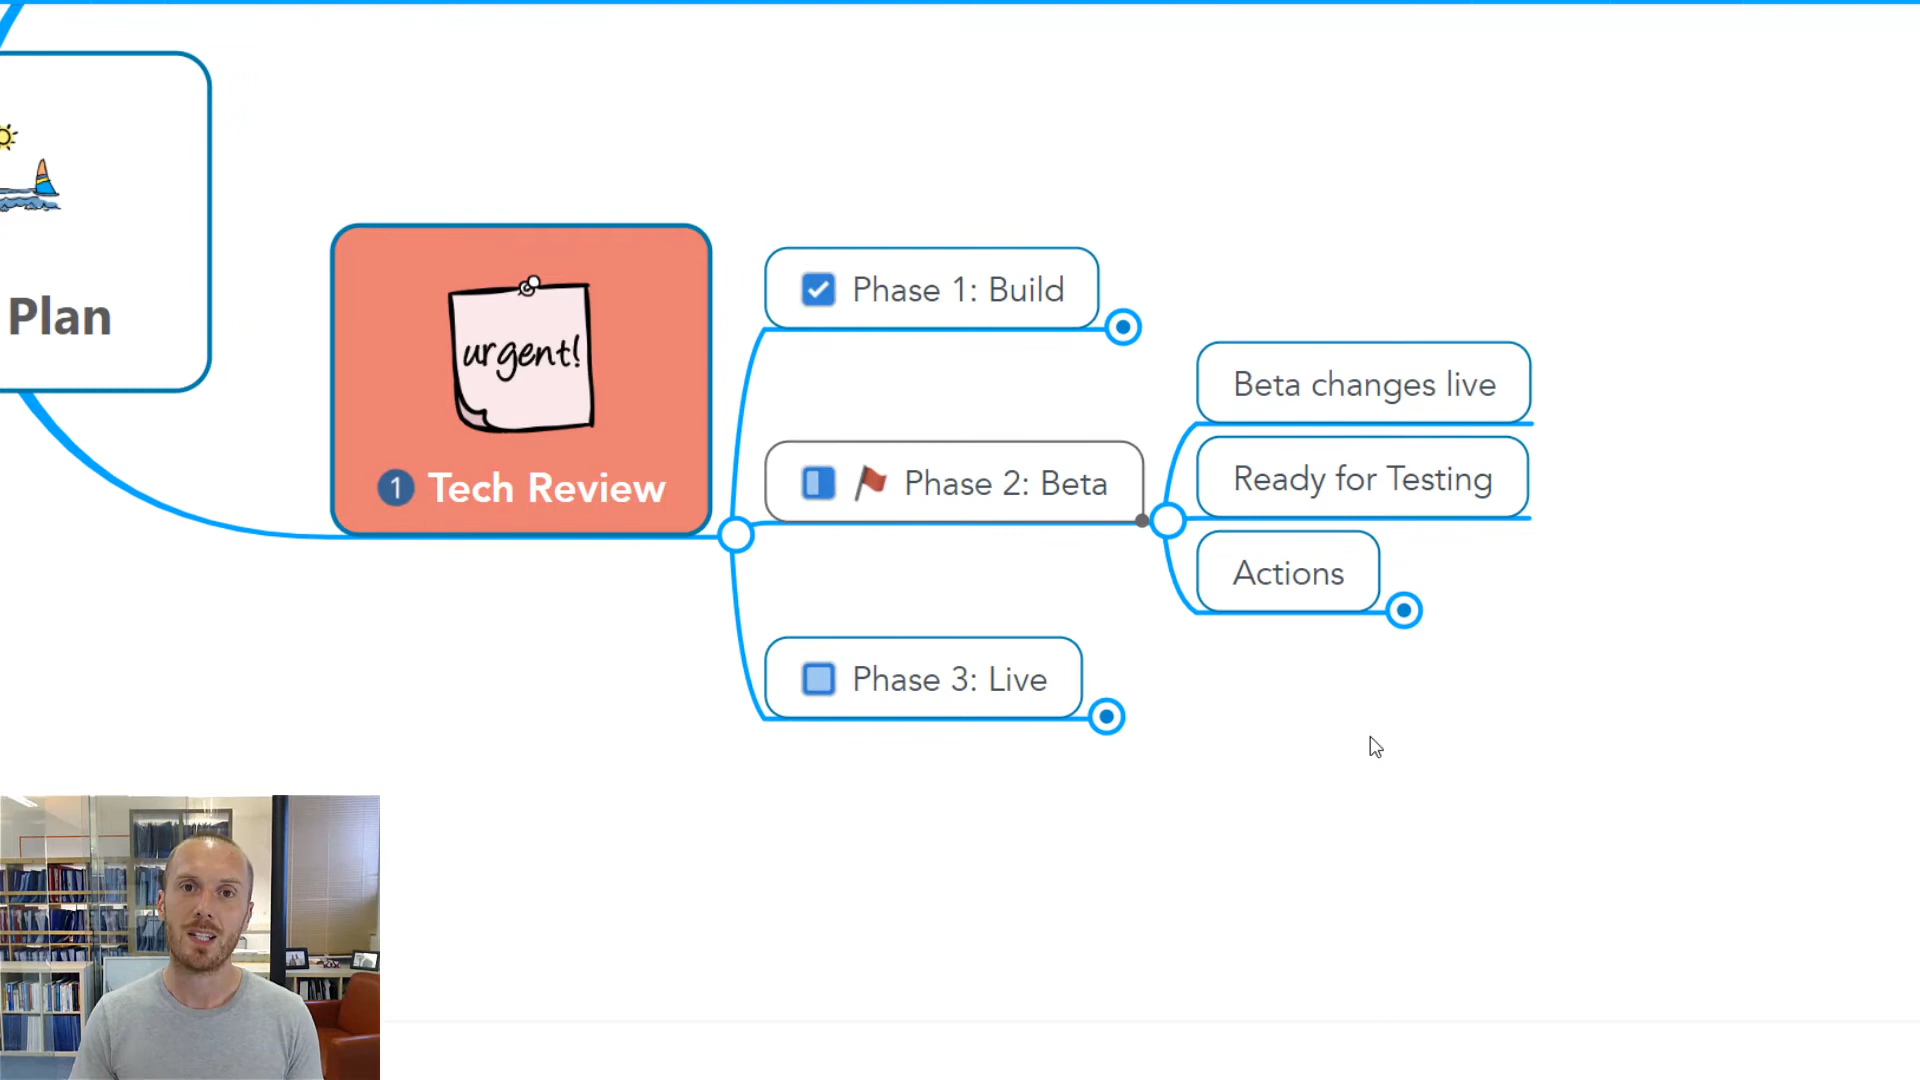 Plan
urgent!
1 Tech Review
Phase 1: Build
Phase 2: Beta
Beta changes live
Ready for Testing
Actions
Phase 3: Live